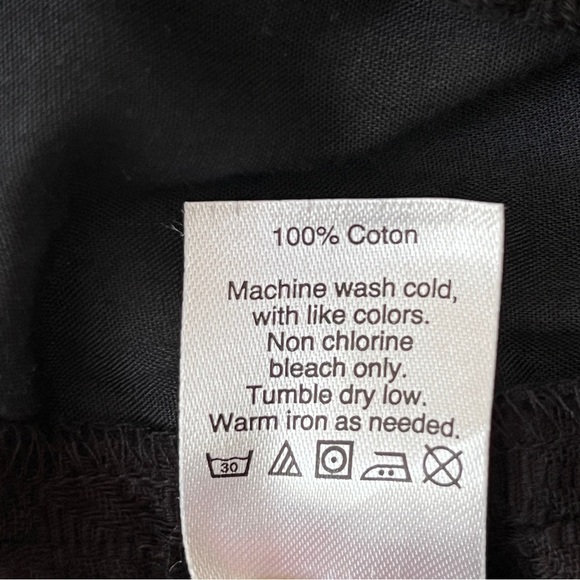 100% Coton
Machine wash cold,
with like colors.
Non chlorine
bleach only.
Tumble dry low.
Warm iron as needed.
30